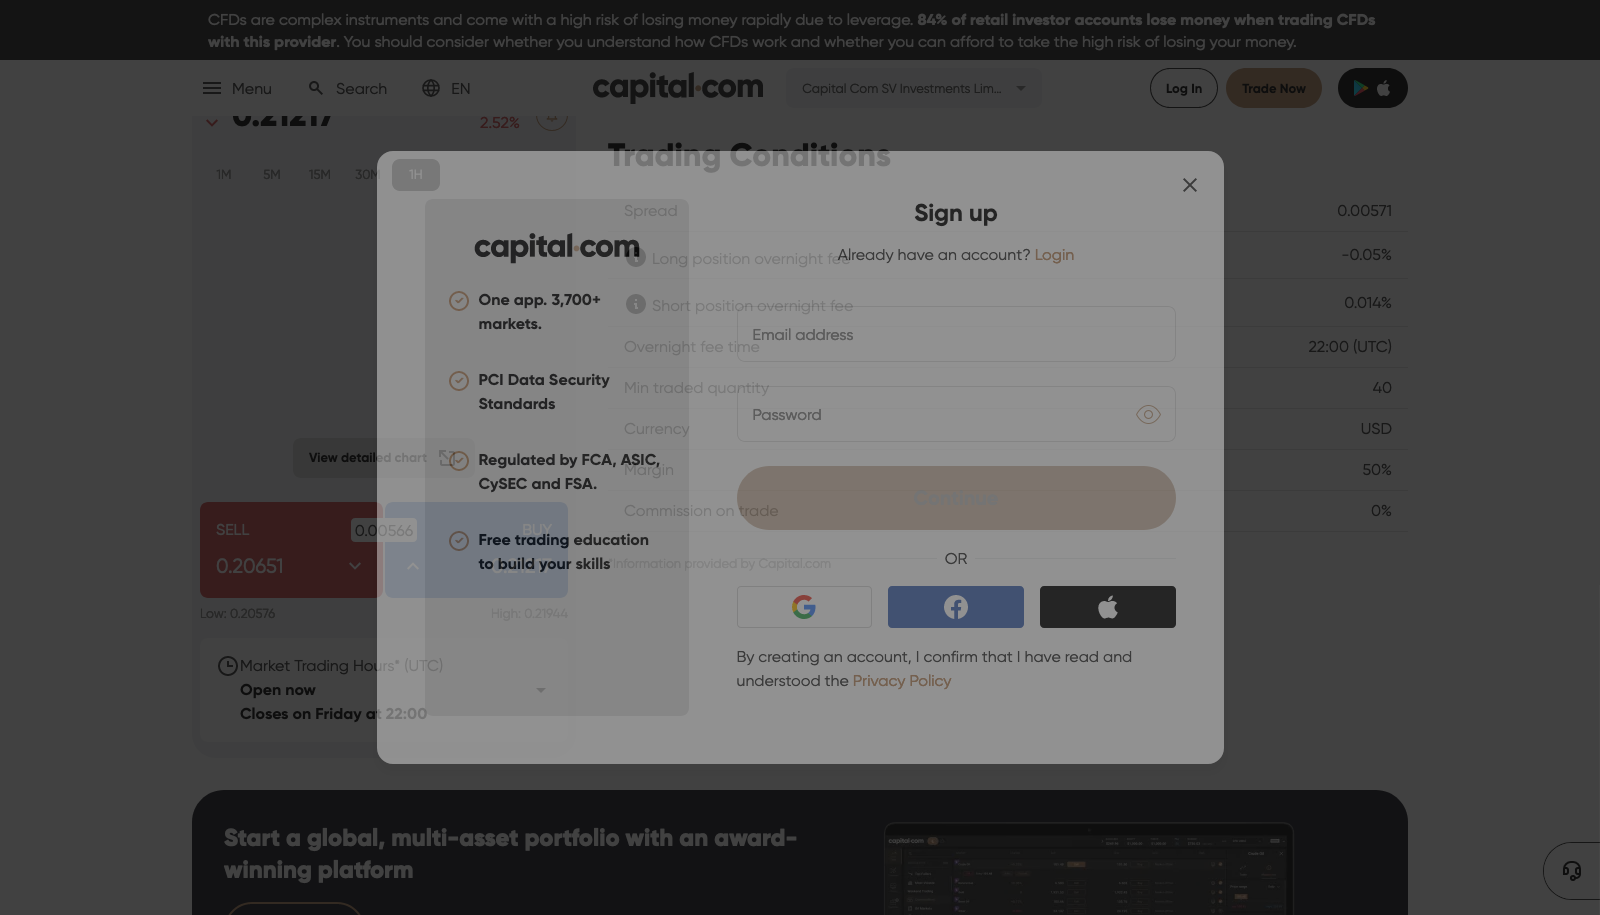 CFDs are complex instruments and come with a high risk of losing money rapidly due to leverage. 84% of retail investor accounts lose money when trading CFDs
with this provider. You should consider whether you understand how CFDs work and whether you can afford to take the high risk of losing your money.
Menu
Search
EN
capital.com
Capital Com SV Investments Lim...
Log In
Trade Now
0.21217
2.52%
1M
5M
15M
30M
1H
Trading Conditions
Spread
0.00571
Long position overnight fee
-0.05%
Short position overnight fee
0.014%
Overnight fee time
22:00 (UTC)
Min traded quantity
40
Currency
USD
Margin
50%
Commission on trade
0%
*Information provided by Capital.com
capital.com
One app. 3,700+
markets.
PCI Data Security
Standards
Regulated by FCA, ASIC,
CySEC and FSA.
Free trading education
to build your skills
Sign up
Already have an account? Login
Email address
Password
Continue
OR
By creating an account, I confirm that I have read and
understood the Privacy Policy
View detailed chart
SELL
0.20651
0.00566
BUY
Low: 0.20576
High: 0.21944
Market Trading Hours* (UTC)
Open now
Closes on Friday at 22:00
Start a global, multi-asset portfolio with an award-
winning platform
capital.com